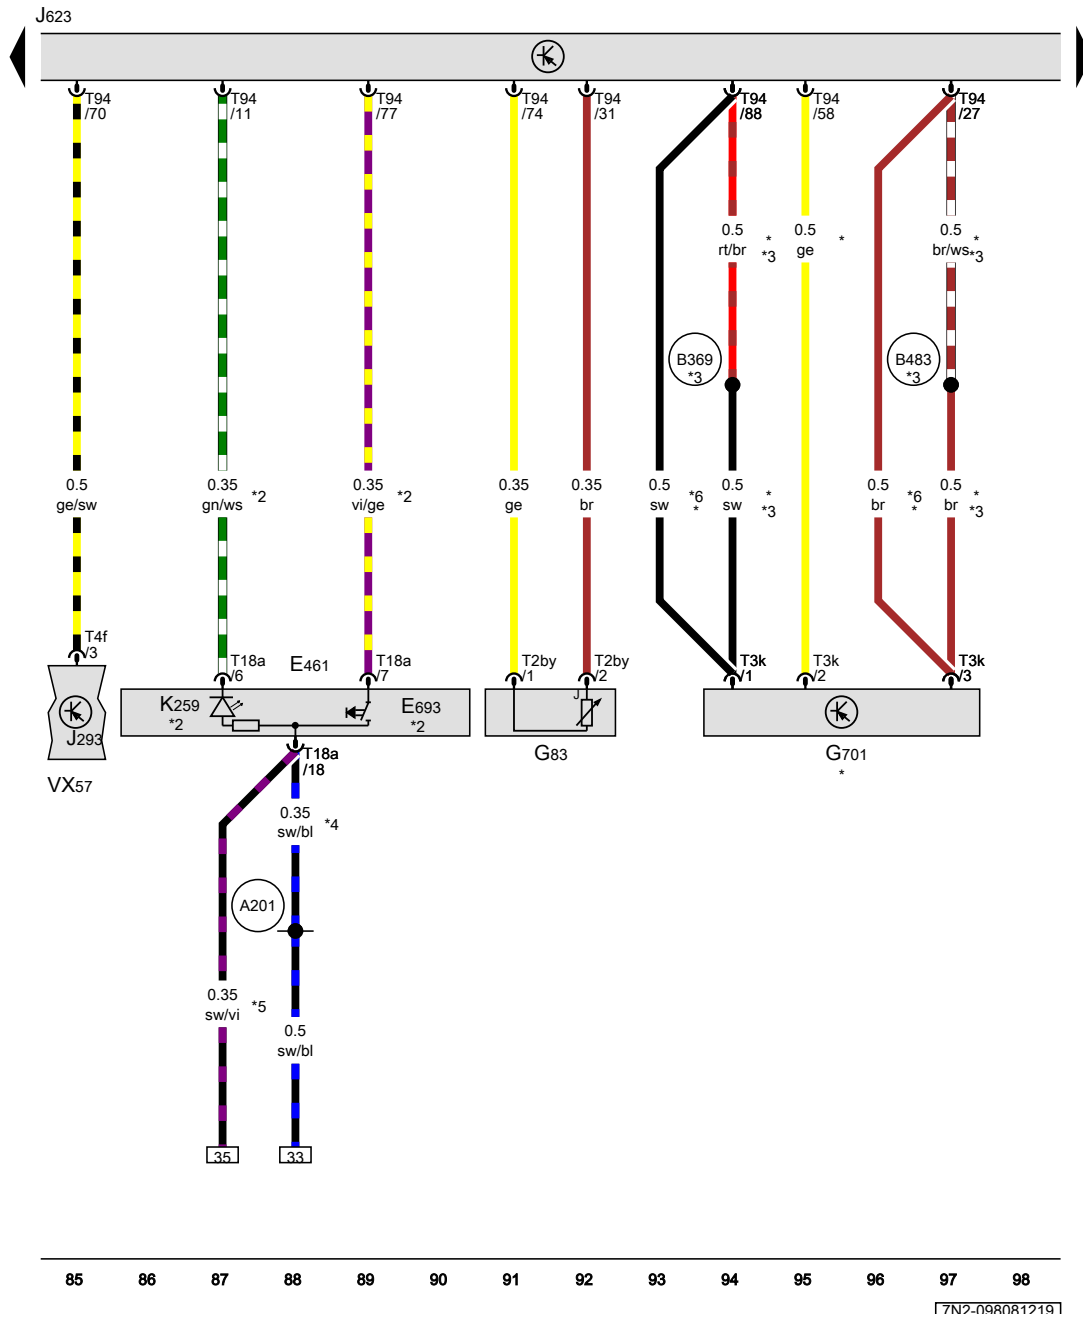 J623
T94 T94 T94 T94 T94 T94 T94 T94
/70 /11 /77 /74 /31 /88 /58 /27
0.5 0.5 0.5
rt/br * *3 ge * br/ws * *3
B369 *3
B483 *3
0.5 0.35 0.35 0.35 0.35 0.5 0.5 0.5 0.5
ge/sw gn/ws *2 vi/ge *2 ge br sw *6 * sw * *3 br *6 * br * *3
T4f
/3
T18a E461 T18a T2by T2by T3k T3k T3k
/6 /7 /1 /2 /1 /2 /3
K259 *2
E693 *2
J
J293
VX57
T18a
/18
G83
G701
*
0.35
sw/bl *4
A201
0.35
sw/vi *5
0.5
sw/bl
35 33
85 86 87 88 89 90 91 92 93 94 95 96 97 98
7N2-098081219